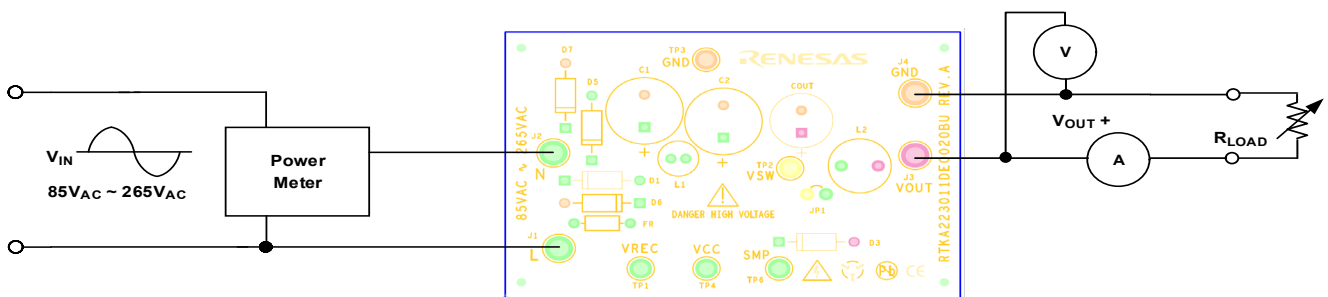 VIN
85VAC ~ 265VAC
Power
Meter
D7
TP3
GND
RENESAS
D5
C1
C2
COUT
J4
GND
J2
N
85VAC ~ 265VAC
+
+
L1
TP2
VSW
L2
J3
VOUT
D1
D6
FR
DANGER HIGH VOLTAGE
JP1
J1
L
VREC
TP1
VCC
TP4
SMP
TP6
D3
Pb
CE
RTKA223011DE0020BU REV.A
V
VOUT +
A
RLOAD